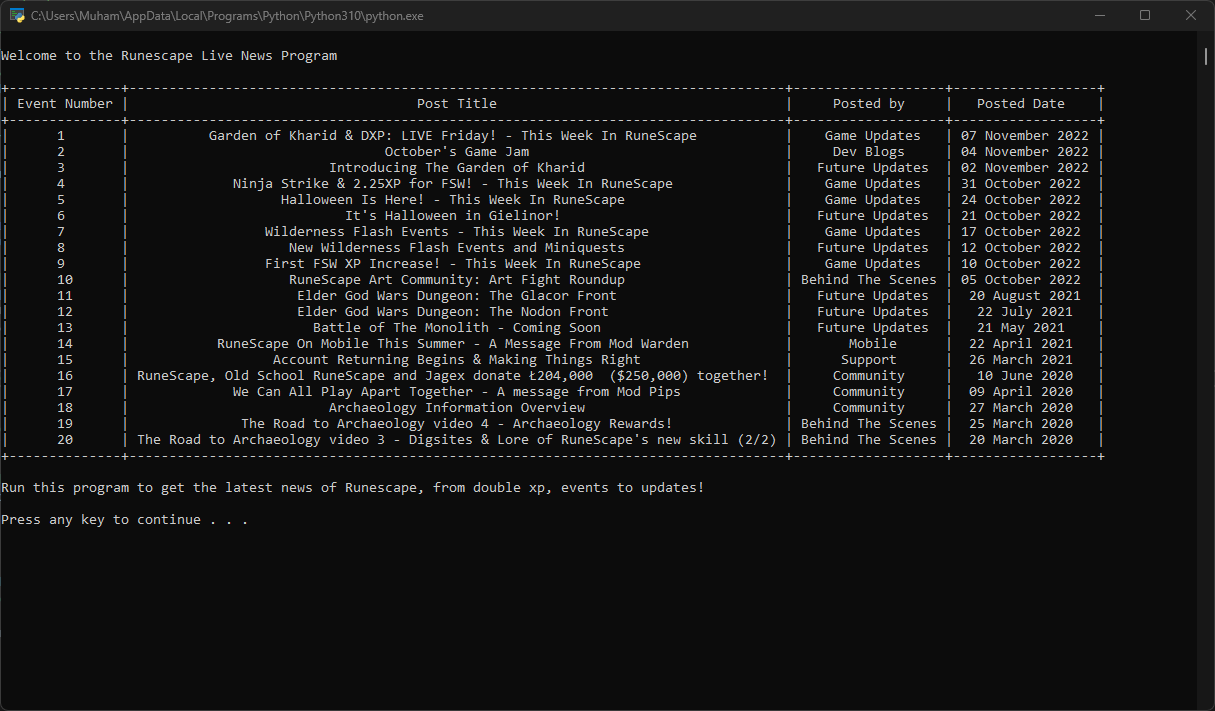 C:\Users\Muham\AppData\Local\Programs\Python\Python310\python.exe
Welcome to the Runescape Live News Program
+--------------+----------------------------------------------------------------------------------+-------------------+------------------+
| Event Number | Post Title | Posted by | Posted Date |
+--------------+----------------------------------------------------------------------------------+-------------------+------------------+
| 1 | Garden of Kharid & DXP: LIVE Friday! - This Week In RuneScape | Game Updates | 07 November 2022 |
| 2 | October's Game Jam | Dev Blogs | 04 November 2022 |
| 3 | Introducing The Garden of Kharid | Future Updates | 02 November 2022 |
| 4 | Ninja Strike & 2.25XP for FSW! - This Week In RuneScape | Game Updates | 31 October 2022 |
| 5 | Halloween Is Here! - This Week In RuneScape | Game Updates | 24 October 2022 |
| 6 | It's Halloween in Gielinor! | Future Updates | 21 October 2022 |
| 7 | Wilderness Flash Events - This Week In RuneScape | Game Updates | 17 October 2022 |
| 8 | New Wilderness Flash Events and Miniquests | Future Updates | 12 October 2022 |
| 9 | First FSW XP Increase! - This Week In RuneScape | Game Updates | 10 October 2022 |
| 10 | RuneScape Art Community: Art Fight Roundup | Behind The Scenes | 05 October 2022 |
| 11 | Elder God Wars Dungeon: The Glacor Front | Future Updates | 20 August 2021 |
| 12 | Elder God Wars Dungeon: The Nodon Front | Future Updates | 22 July 2021 |
| 13 | Battle of The Monolith - Coming Soon | Future Updates | 21 May 2021 |
| 14 | RuneScape On Mobile This Summer - A Message From Mod Warden | Mobile | 22 April 2021 |
| 15 | Account Returning Begins & Making Things Right | Support | 26 March 2021 |
| 16 | RuneScape, Old School RuneScape and Jagex donate Ł204,000  ($250,000) together! | Community | 10 June 2020 |
| 17 | We Can All Play Apart Together - A message from Mod Pips | Community | 09 April 2020 |
| 18 | Archaeology Information Overview | Community | 27 March 2020 |
| 19 | The Road to Archaeology video 4 - Archaeology Rewards! | Behind The Scenes | 25 March 2020 |
| 20 | The Road to Archaeology video 3 - Digsites & Lore of RuneScape's new skill (2/2) | Behind The Scenes | 20 March 2020 |
+--------------+----------------------------------------------------------------------------------+-------------------+------------------+
Run this program to get the latest news of Runescape, from double xp, events to updates!
Press any key to continue . . .